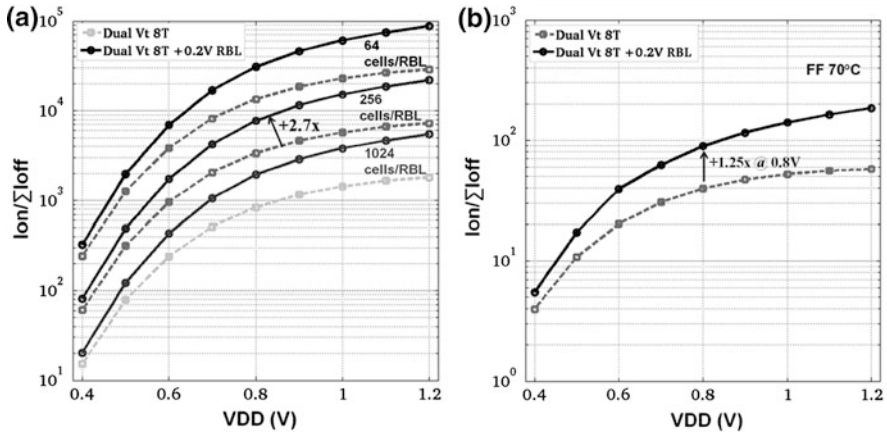 (a)
Dual Vt 8T
Dual Vt 8T +0.2V RBL
64
cells/RBL
256
cells/RBL
+2.7x
1024
cells/RBL
Ion/∑Ioff
10^5
10^4
10^3
10^2
10^1
0.4
0.6
0.8
1
1.2
VDD (V)
(b)
Dual Vt 8T
Dual Vt 8T +0.2V RBL
FF 70°C
+1.25x @ 0.8V
Ion/∑Ioff
10^3
10^2
10^1
10^0
0.4
0.6
0.8
1
1.2
VDD (V)